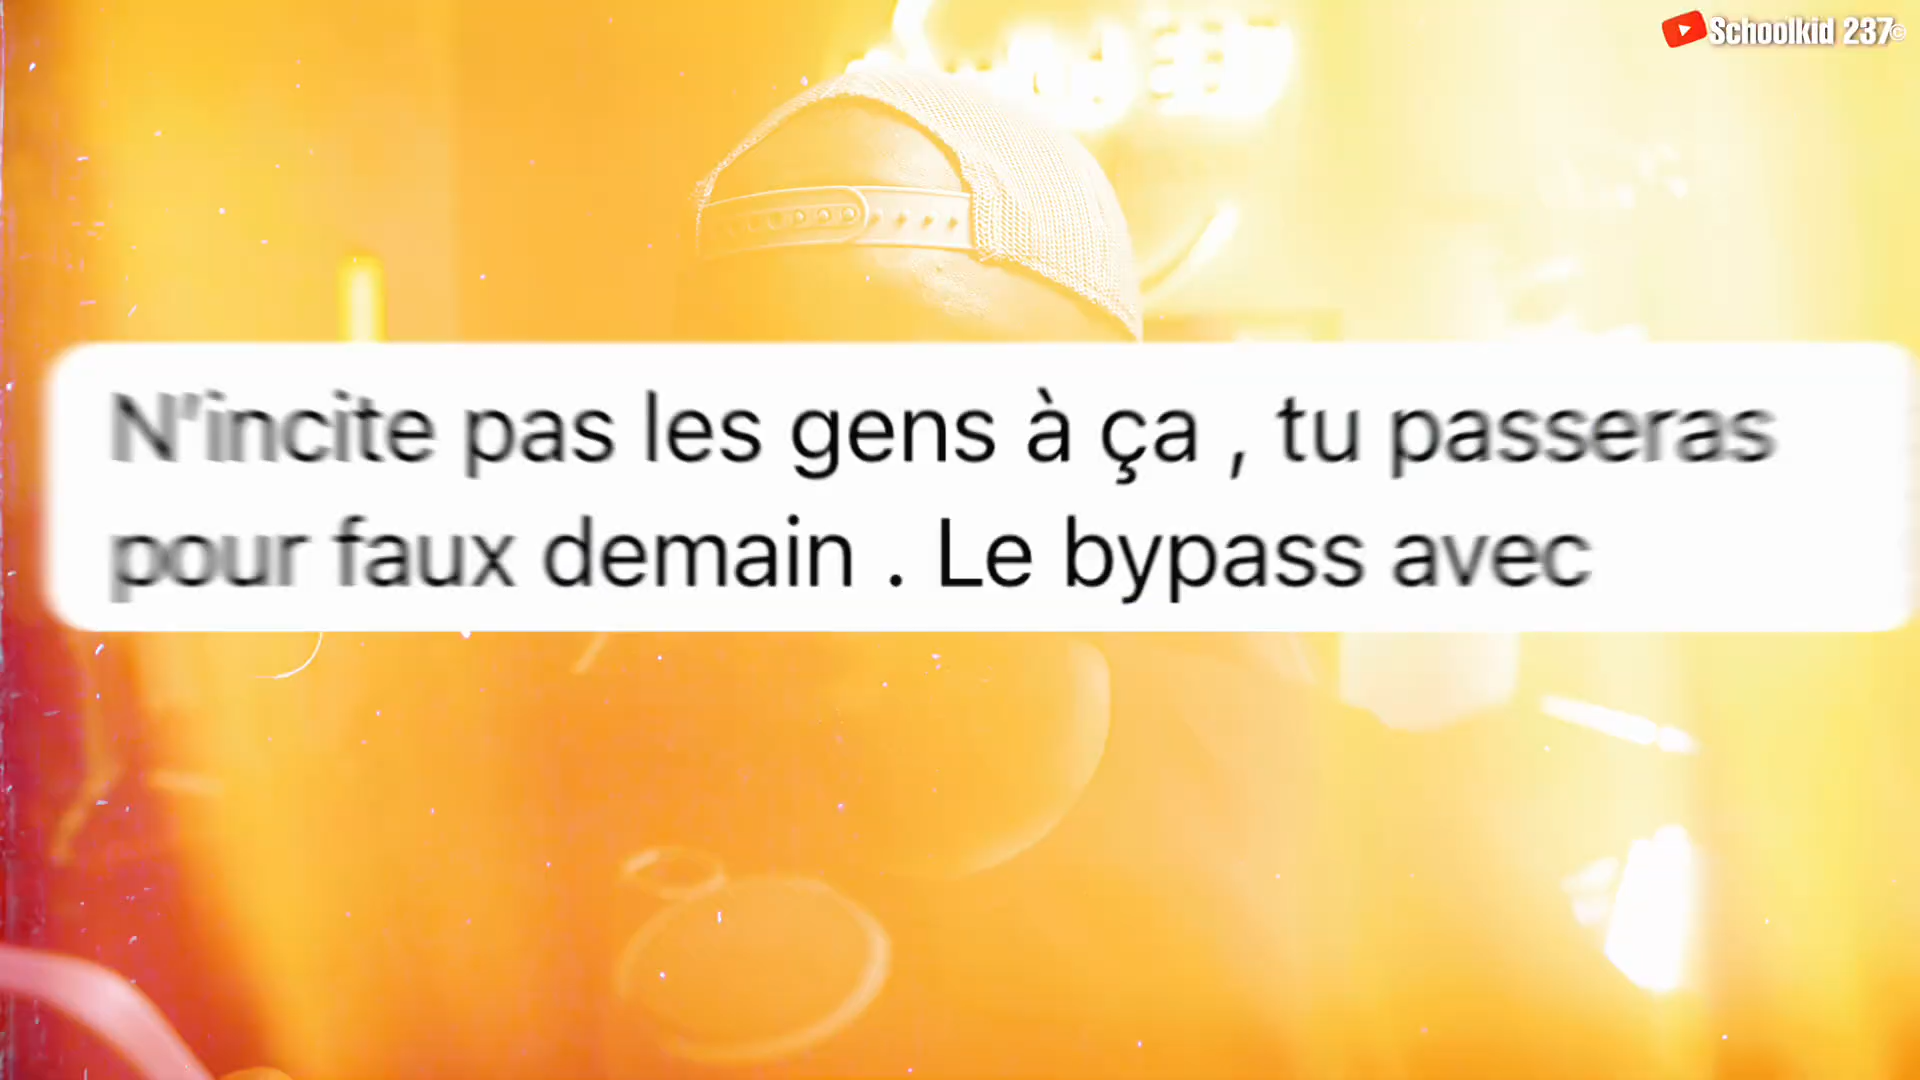 Schoolkid 237©
N'incite pas les gens à ça , tu passeras
pour faux demain . Le bypass avec